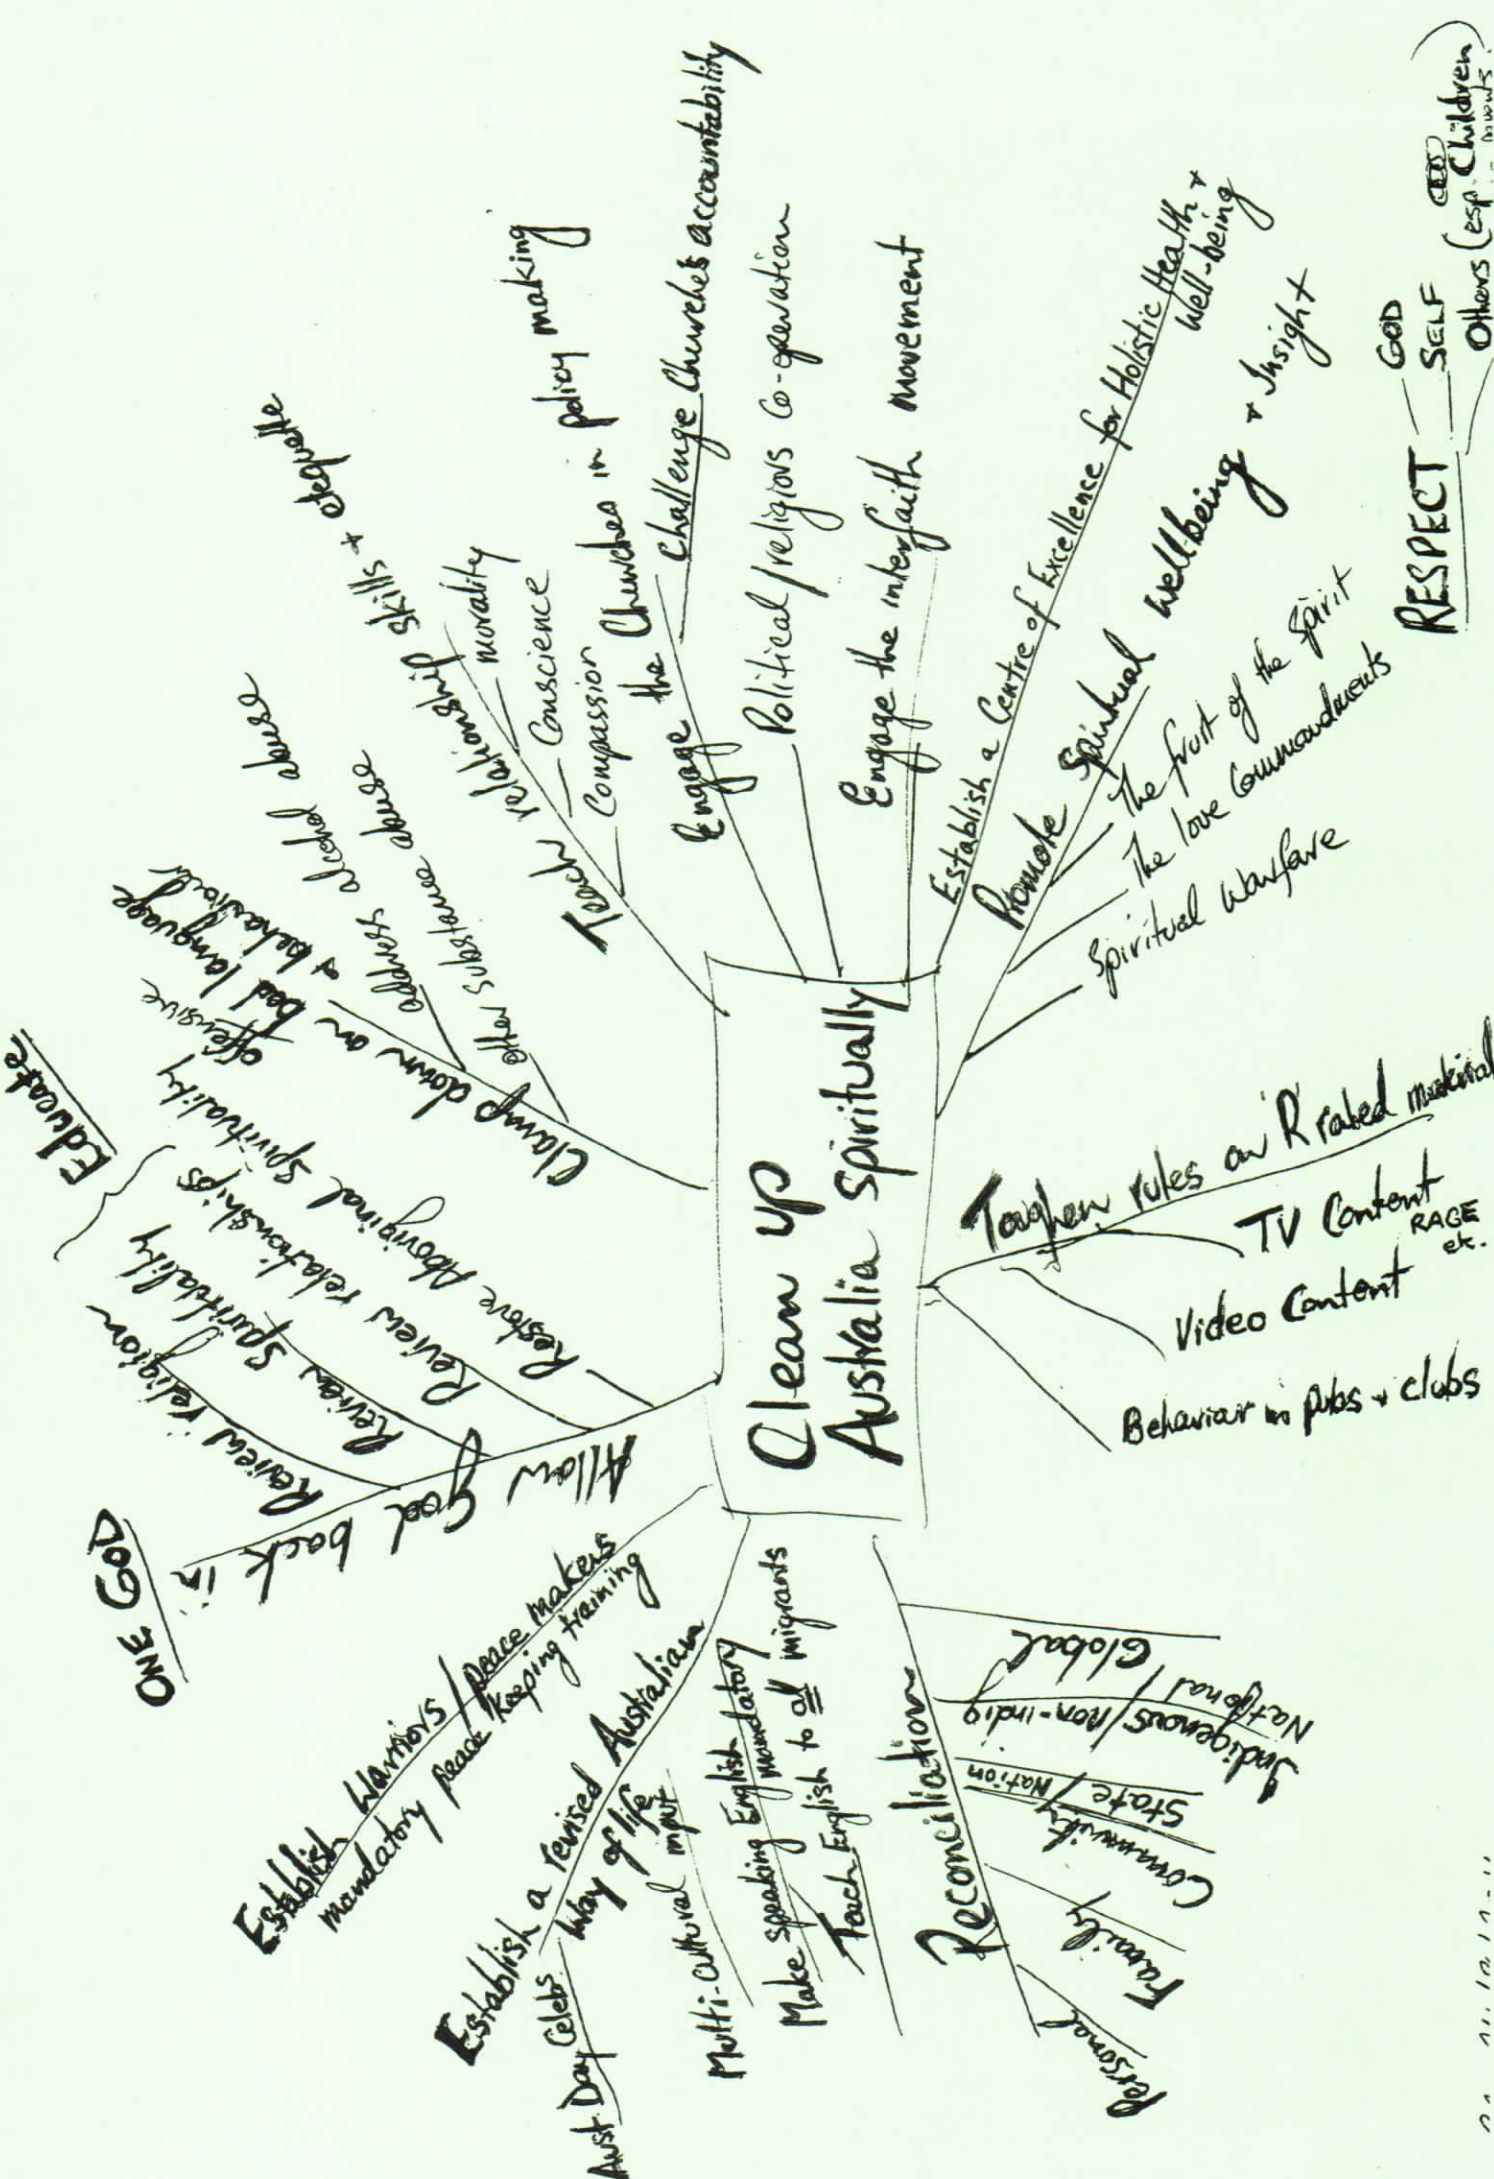 Clean up
Australia Spiritually
ONE GOD
Allow God back in
Review religion
Review Spirituality
Review relationships
Restore Aboriginal Spirituality
Educate
Clamp down on bad language
offensive
+ behaviour
address alcohol abuse
other substance abuse
Teach relationship skills + etiquette
morality
Conscience
Compassion
Engage the Churches in policy making
Challenge Churches accountability
Political/religios Co-operation
Engage the interfaith movement
Establish a Centre of Excellence for Holistic Health +
Well-being
Promote Spiritual wellbeing + Insight
The fruit of the Spirit
The love Commandments
Spiritual Warfare
RESPECT
GOD
SELF
Others (esp. Children)
Toughen rules on 'R' rated material
TV Content
RAGE
etc.
Video Content
Behaviar in pubs + clubs
Reconciliation
National/Global
Indigenous/non-indig
State/Nation
Community
Family
Personal
Teach English to all migrants
Make speaking English
mandatory
Multi-cultural input
Establish a revised Australian
Way of life
Aust. Day Celebs
Establish Warriors/peace makers
mandatory peace keeping training